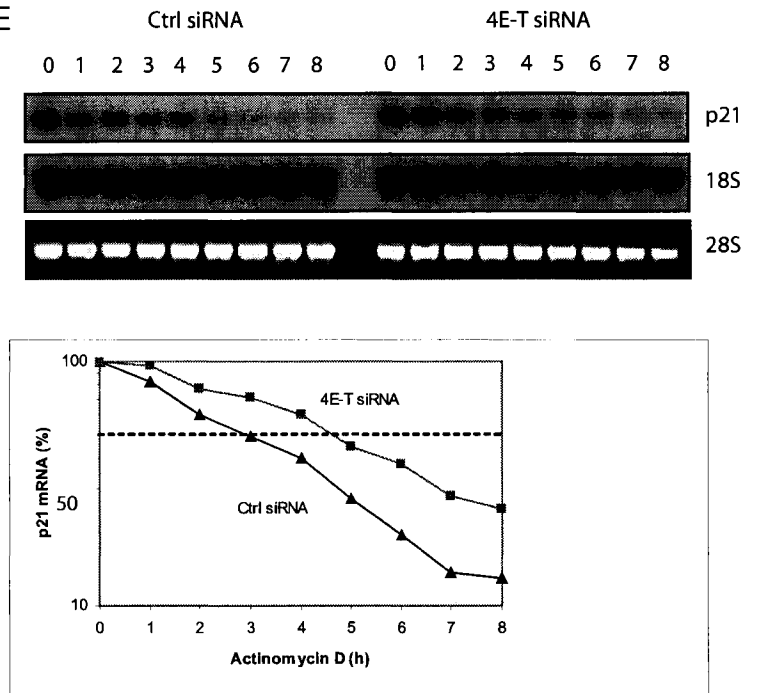 E
Ctrl siRNA 4E-T siRNA
0 1 2 3 4 5 6 7 8 0 1 2 3 4 5 6 7 8
p21
18S
28S
100
4E-T siRNA
p21 mRNA (%)
50
Ctrl siRNA
10
0 1 2 3 4 5 6 7 8
Actinomycin D (h)